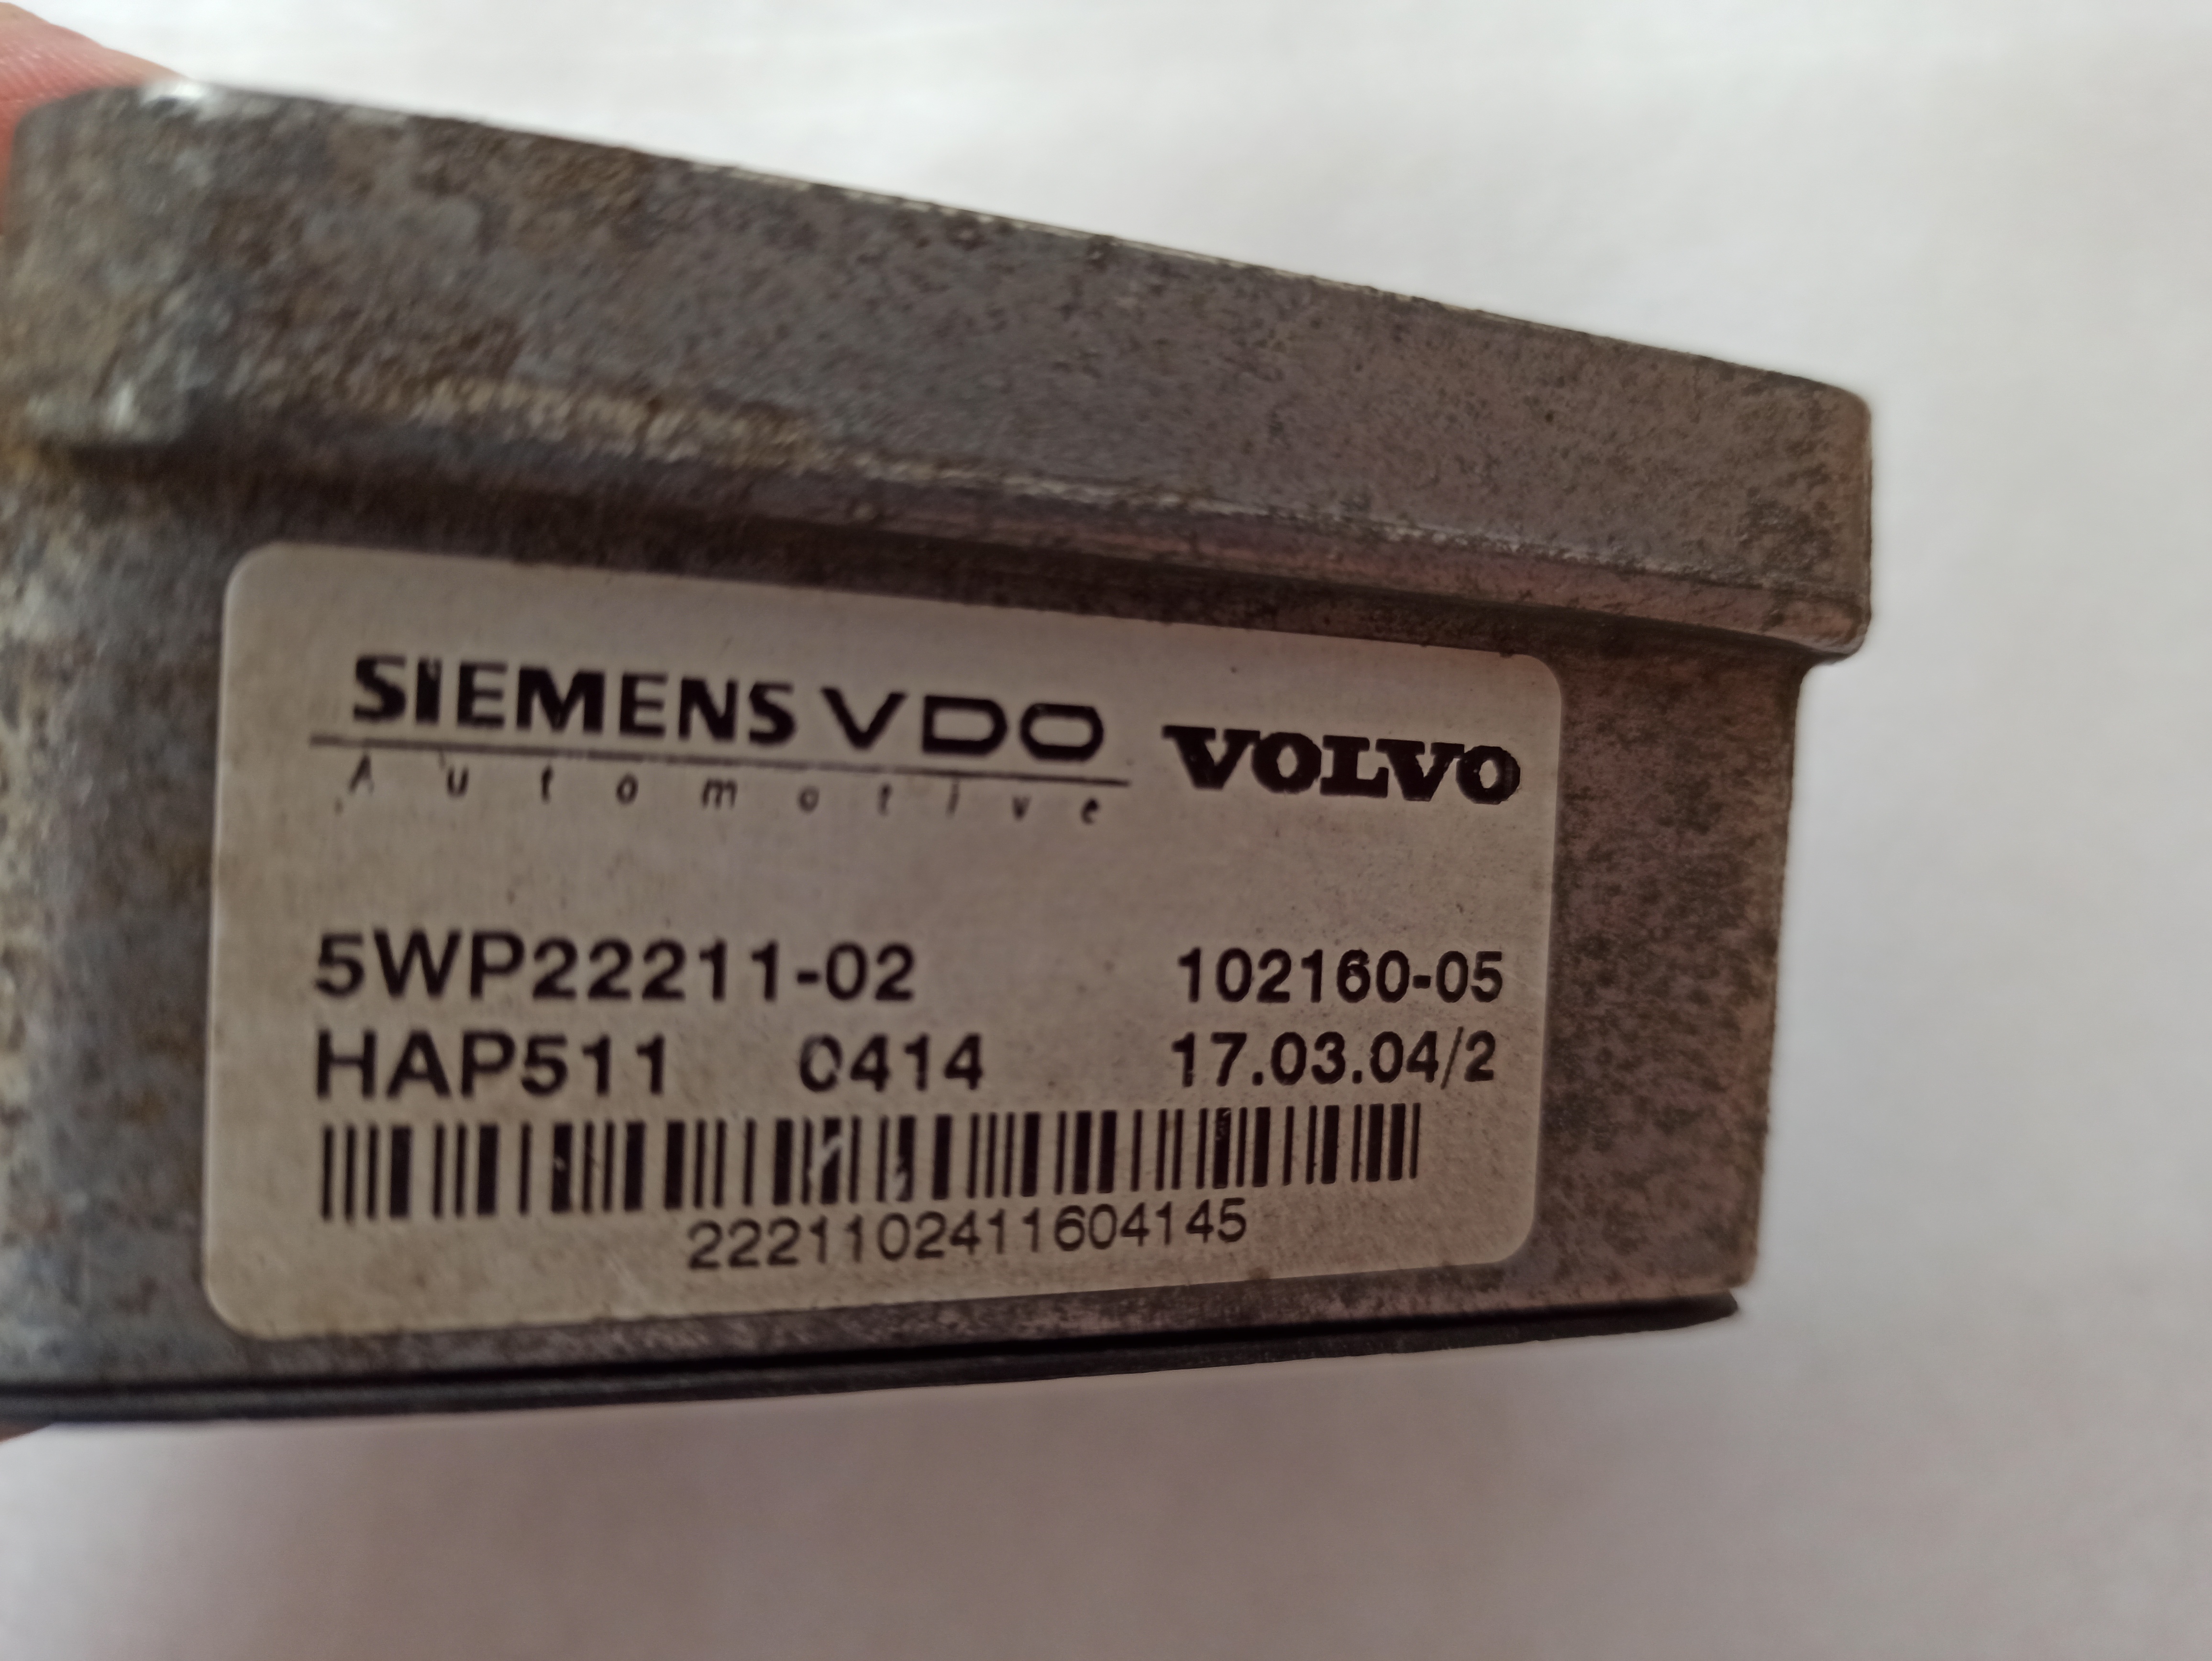 SIEMENS VDO VOLVO
Automotive
5WP22211-02 102160-05
HAP511 0414 17.03.04/2
2221102411604145